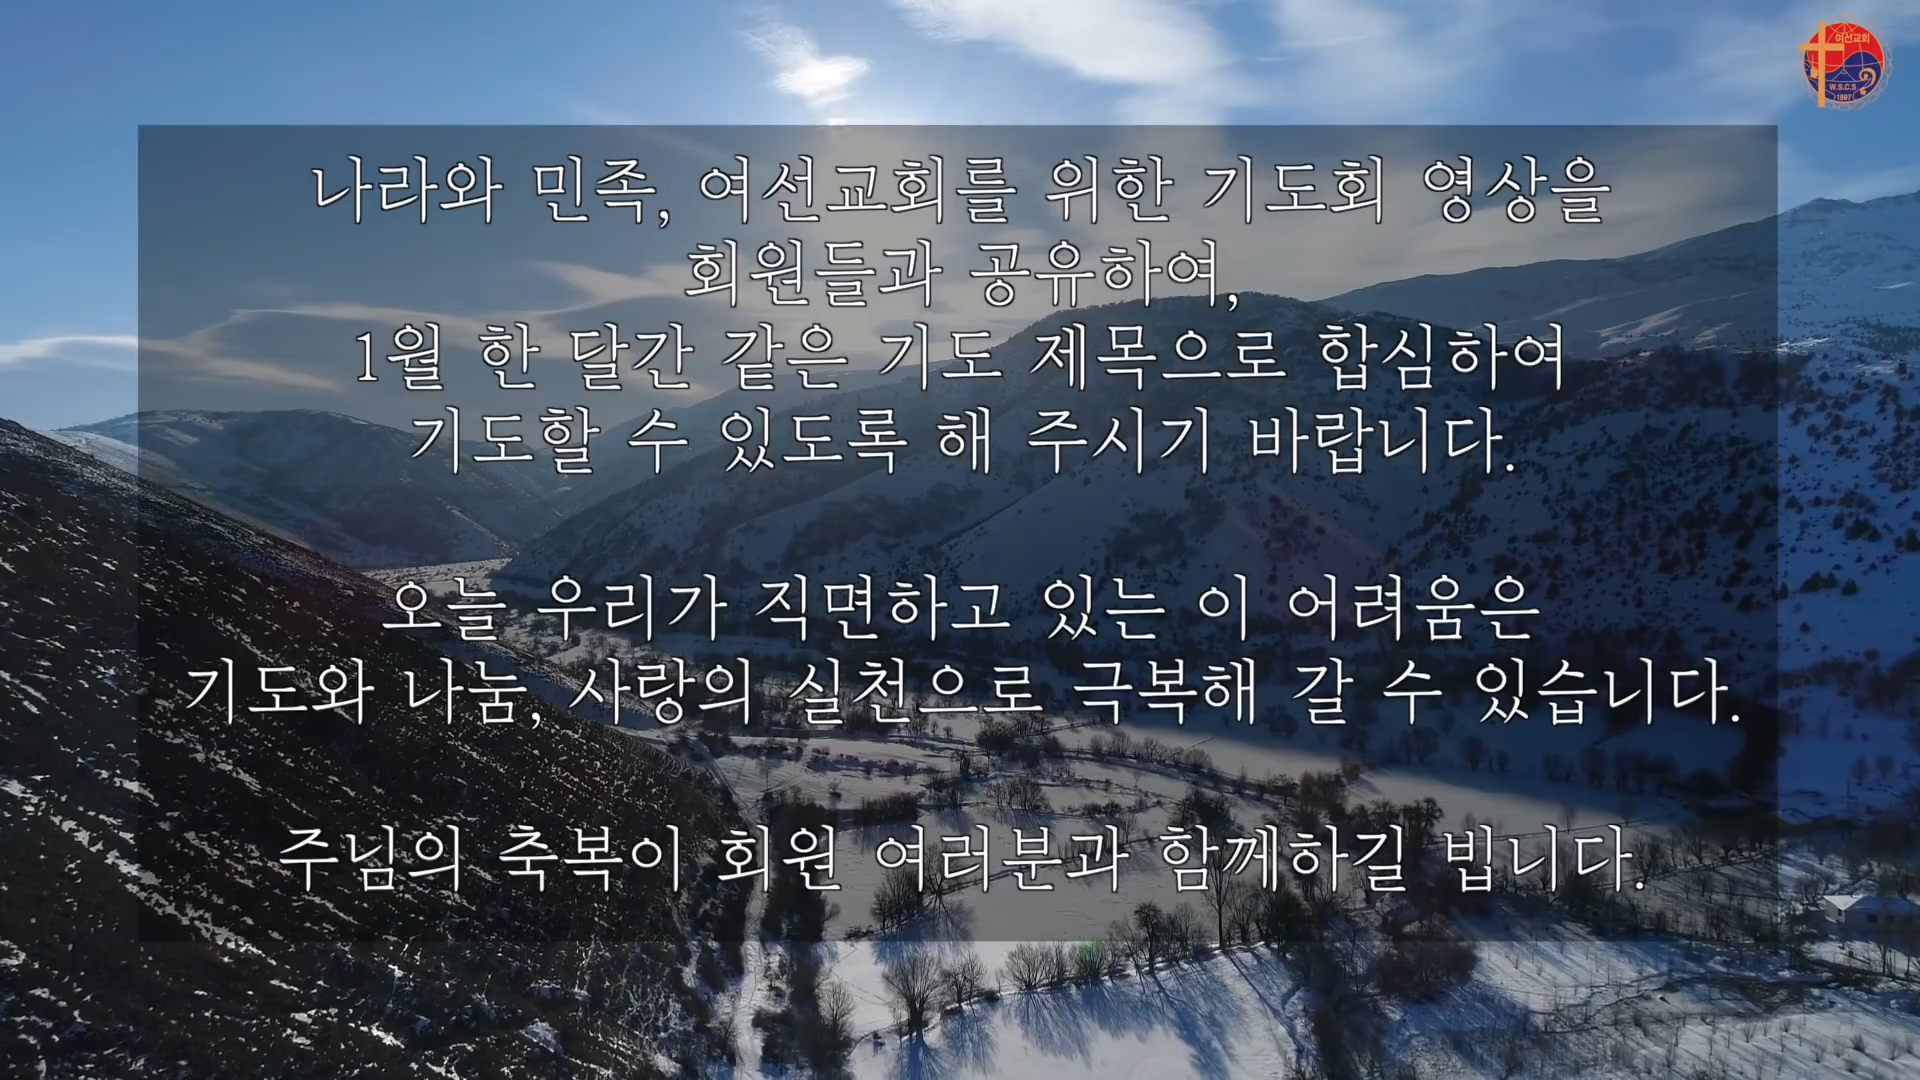 여선교회
W.S.C.S
1897
나라와 민족, 여선교회를 위한 기도회 영상을
회원들과 공유하여,
1월 한 달간 같은 기도 제목으로 합심하여
기도할 수 있도록 해 주시기 바랍니다.
오늘 우리가 직면하고 있는 이 어려움은
기도와 나눔, 사랑의 실천으로 극복해 갈 수 있습니다.
주님의 축복이 회원 여러분과 함께하길 빕니다.